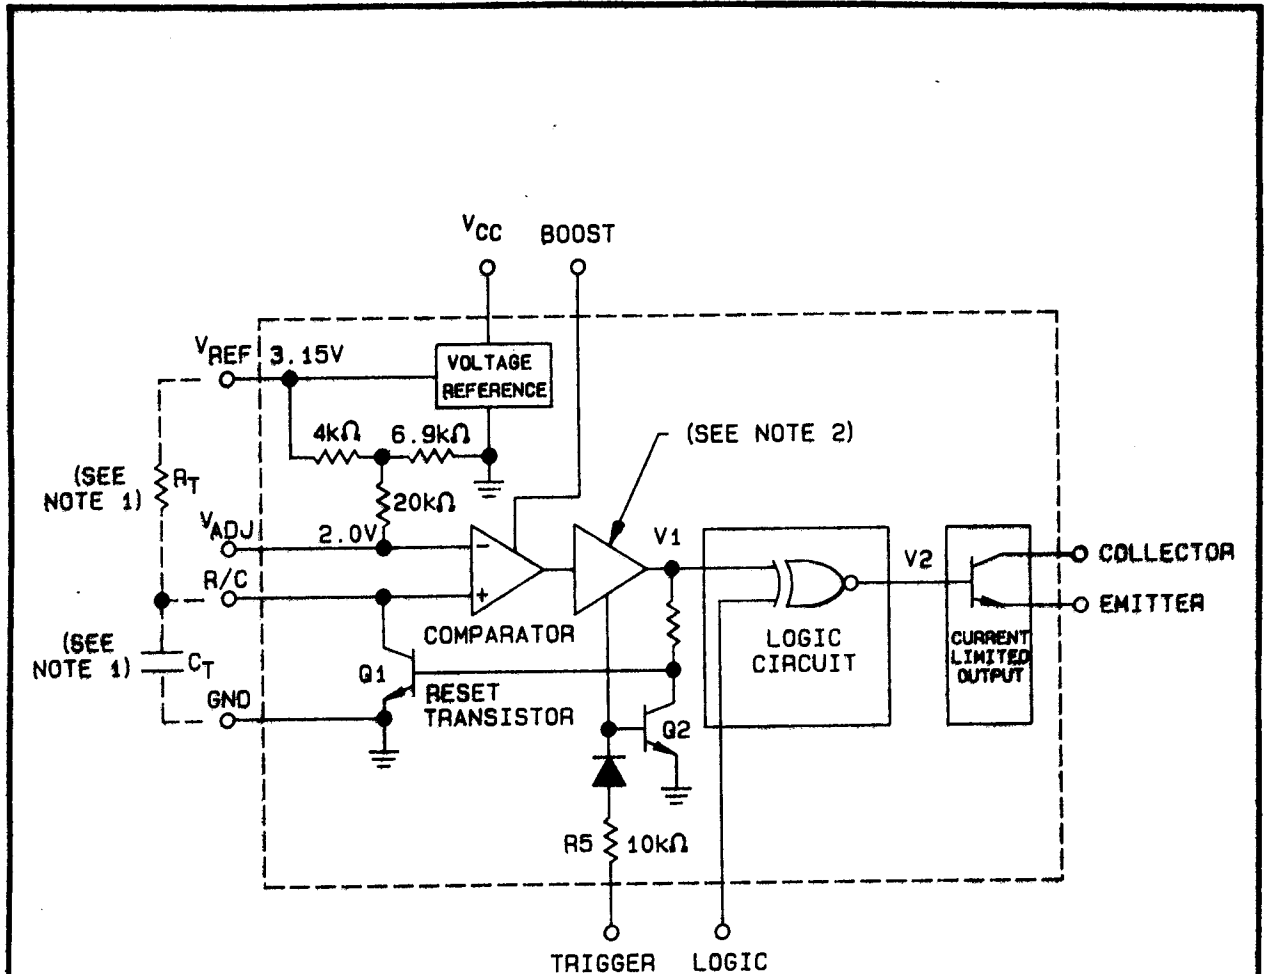 VCC BOOST
VREF 3.15V
VOLTAGE
REFERENCE
4kΩ 6.9kΩ
(SEE NOTE 2)
(SEE
NOTE 1) RT
20kΩ
VADJ 2.0V
- 
V1
V2
COLLECTOR
R/C
+
EMITTER
COMPARATOR
LOGIC
CIRCUIT
CURRENT
LIMITED
OUTPUT
(SEE
NOTE 1) CT
Q1
GND
RESET
TRANSISTOR
Q2
R5 10kΩ
TRIGGER LOGIC